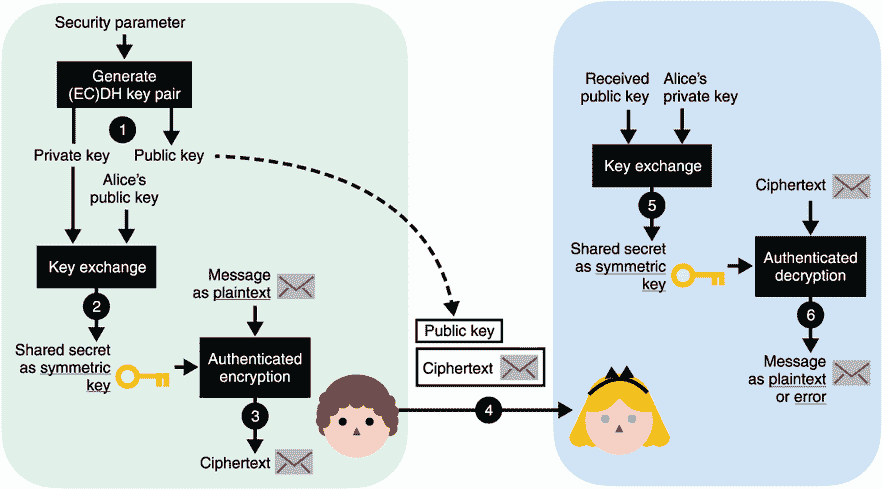 Security parameter
Generate
(EC)DH key pair
1
Private key
Public key
Alice's
public key
Key exchange
2
Shared secret
as symmetric
key
Message
as plaintext
Authenticated
encryption
3
Ciphertext
Public key
Ciphertext
4
Received
public key
Alice's
private key
Key exchange
5
Shared secret
as symmetric
key
Ciphertext
Authenticated
decryption
6
Message
as plaintext
or error